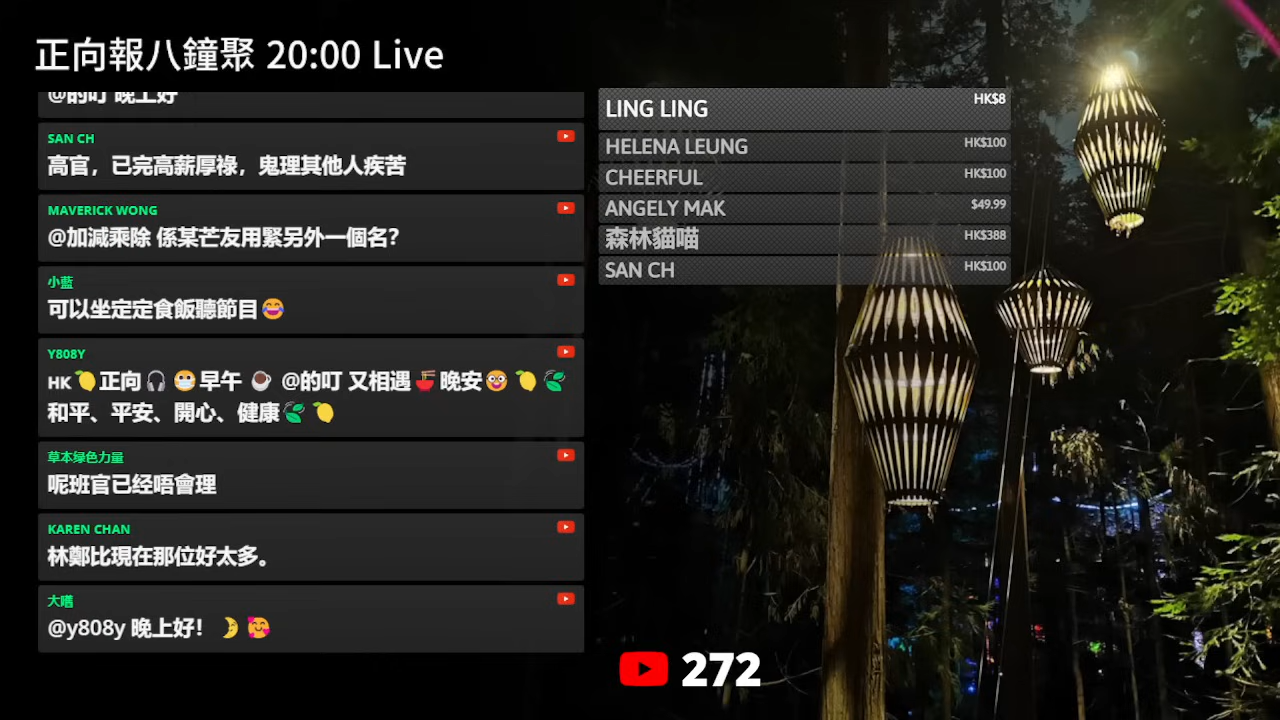 正向報八鐘聚 20:00 Live
@的叮 晚上好
SAN CH
高官，已完高薪厚祿，鬼理其他人疾苦
MAVERICK WONG
@加減乘除 係某芒友用緊另外一個名?
小藍
可以坐定定食飯聽節目😂
Y808Y
HK🍋正向🎧😷早午☕ @的叮 又相遇🍜晚安🤓🍋🍃
和平、平安、開心、健康🍃🍋
草本绿色力量
呢班官已经唔會理
KAREN CHAN
林鄭比現在那位好太多。
大嚿
@y808y 晚上好！🌛🥰
LING LING HK$8
HELENA LEUNG HK$100
CHEERFUL HK$100
ANGELY MAK $49.99
森林貓喵 HK$388
SAN CH HK$100
272